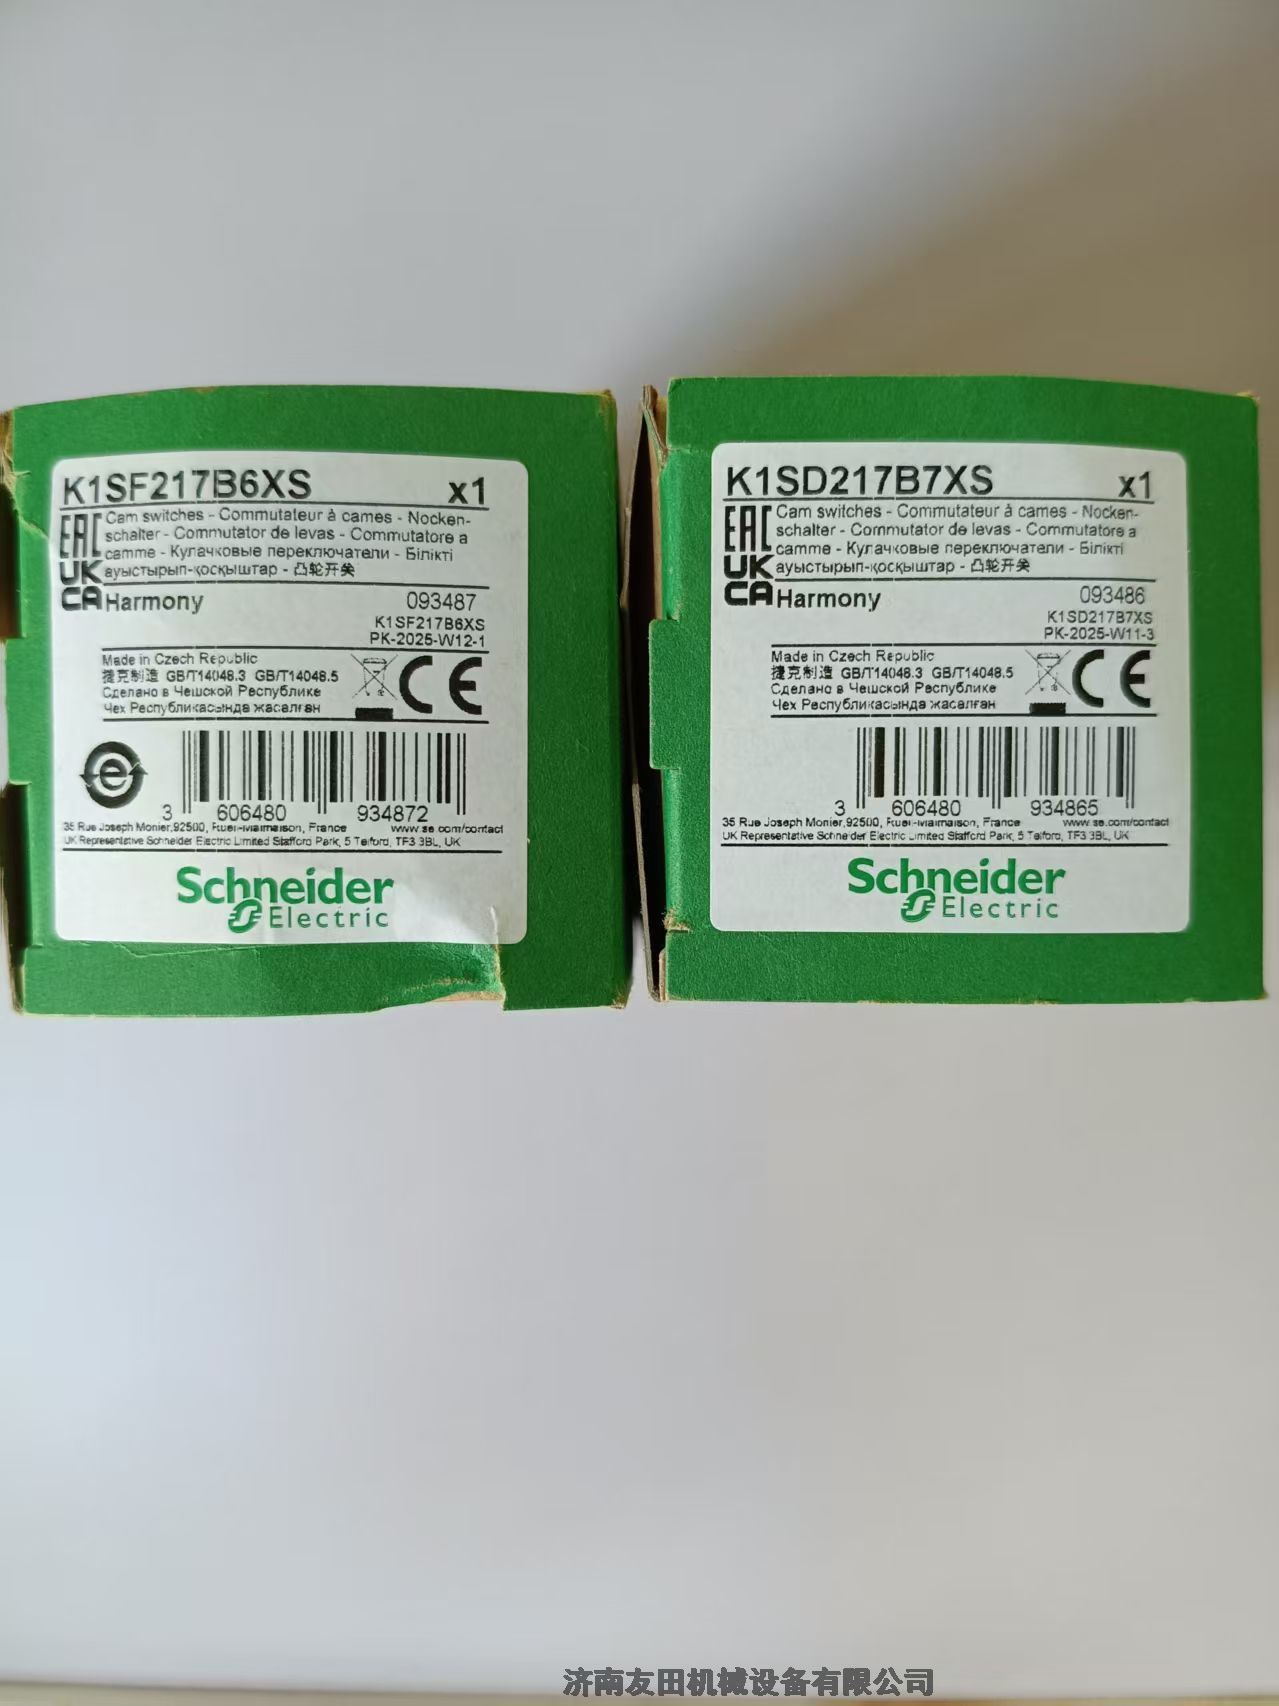 K1SF217B6XS x1
EAC
Cam switches - Commutateur à cames - Nocken-
schalter - Commutator de levas - Commutatore a
camme - Кулачковые переключатели - Білікті
UK
ауыстырып-қосқыштар - 凸轮开关
CA Harmony 093487
K1SF217B6XS
PK-2025-W12-1
Made in Czech Republic
捷克制造 GB/T14048.3 GB/T14048.5
Сделано в Чешской Республике
Чех Республикасында жасалған
CE
e
3 606480 934872
35 Rue Joseph Monier,92500, Rueil-Malmaison, France www.se.com/contact
UK Representative Schneider Electric Limited Stafford Park, 5 Telford, TF3 3BL, UK
Schneider
Electric
K1SD217B7XS x1
EAC
Cam switches - Commutateur à cames - Nocken-
schalter - Commutator de levas - Commutatore a
camme - Кулачковые переключатели - Білікті
UK
ауыстырып-қосқыштар - 凸轮开关
CA Harmony 093486
K1SD217B7XS
PK-2025-W11-3
Made in Czech Republic
捷克制造 GB/T14048.3 GB/T14048.5
Сделано в Чешской Республике
Чех Республикасында жасалған
CE
3 606480 934865
35 Rue Joseph Monier,92500, Rueil-Malmaison, France www.se.com/contact
UK Representative Schneider Electric Limited Stafford Park, 5 Telford, TF3 3BL, UK
Schneider
Electric
济南友田机械设备有限公司